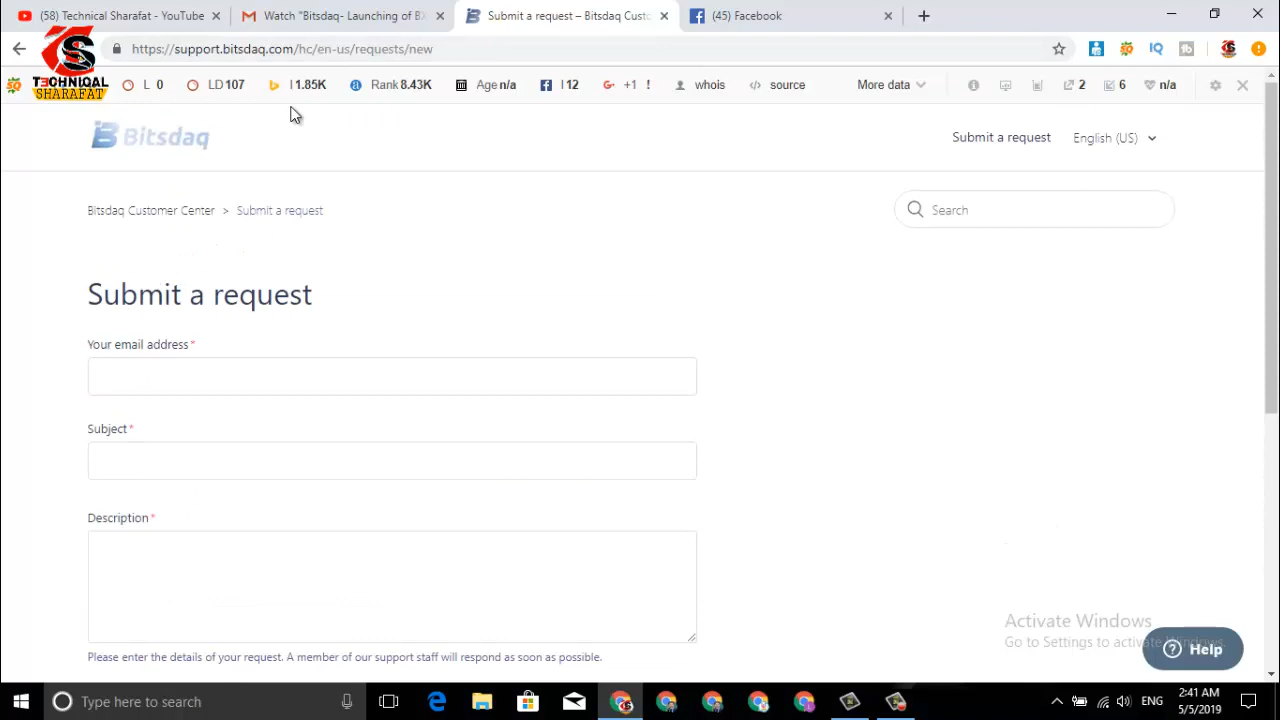 (58) Technical Sharafat - YouTube
Watch "Bitsdaq- Launching of BX
Submit a request – Bitsdaq Custo
(45) Facebook
https://support.bitsdaq.com/hc/en-us/requests/new
TECHNIQAL
SHARAFAT
L 0
LD 107
I 1.85K
Rank 8.43K
Age n/a
I 12
+1 !
whois
source
More data
2
6
n/a
Bitsdaq
Submit a request
English (US)
Bitsdaq Customer Center > Submit a request
Search
Submit a request
Your email address*
Subject*
Description*
Please enter the details of your request. A member of our support staff will respond as soon as possible.
Activate Windows
Go to Settings to activate Windows.
Help
Type here to search
ENG
2:41 AM
5/5/2019